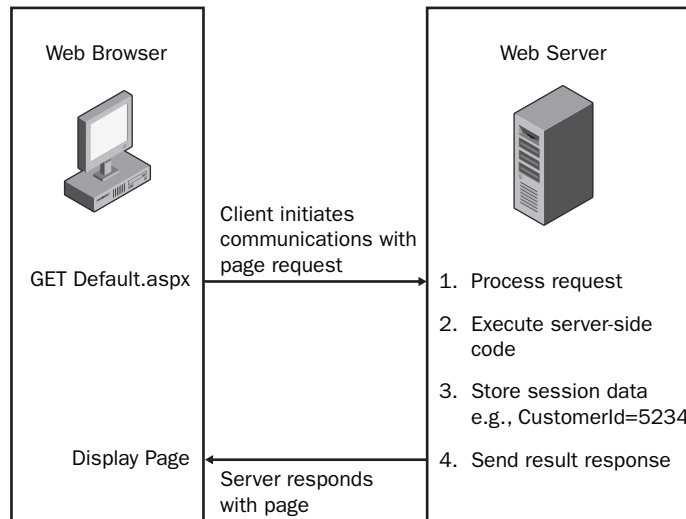 Web Browser
Web Server
Client initiates
communications with
page request
GET Default.aspx
1. Process request
2. Execute server-side
code
3. Store session data
e.g., CustomerId=5234
Display Page
4. Send result response
Server responds
with page